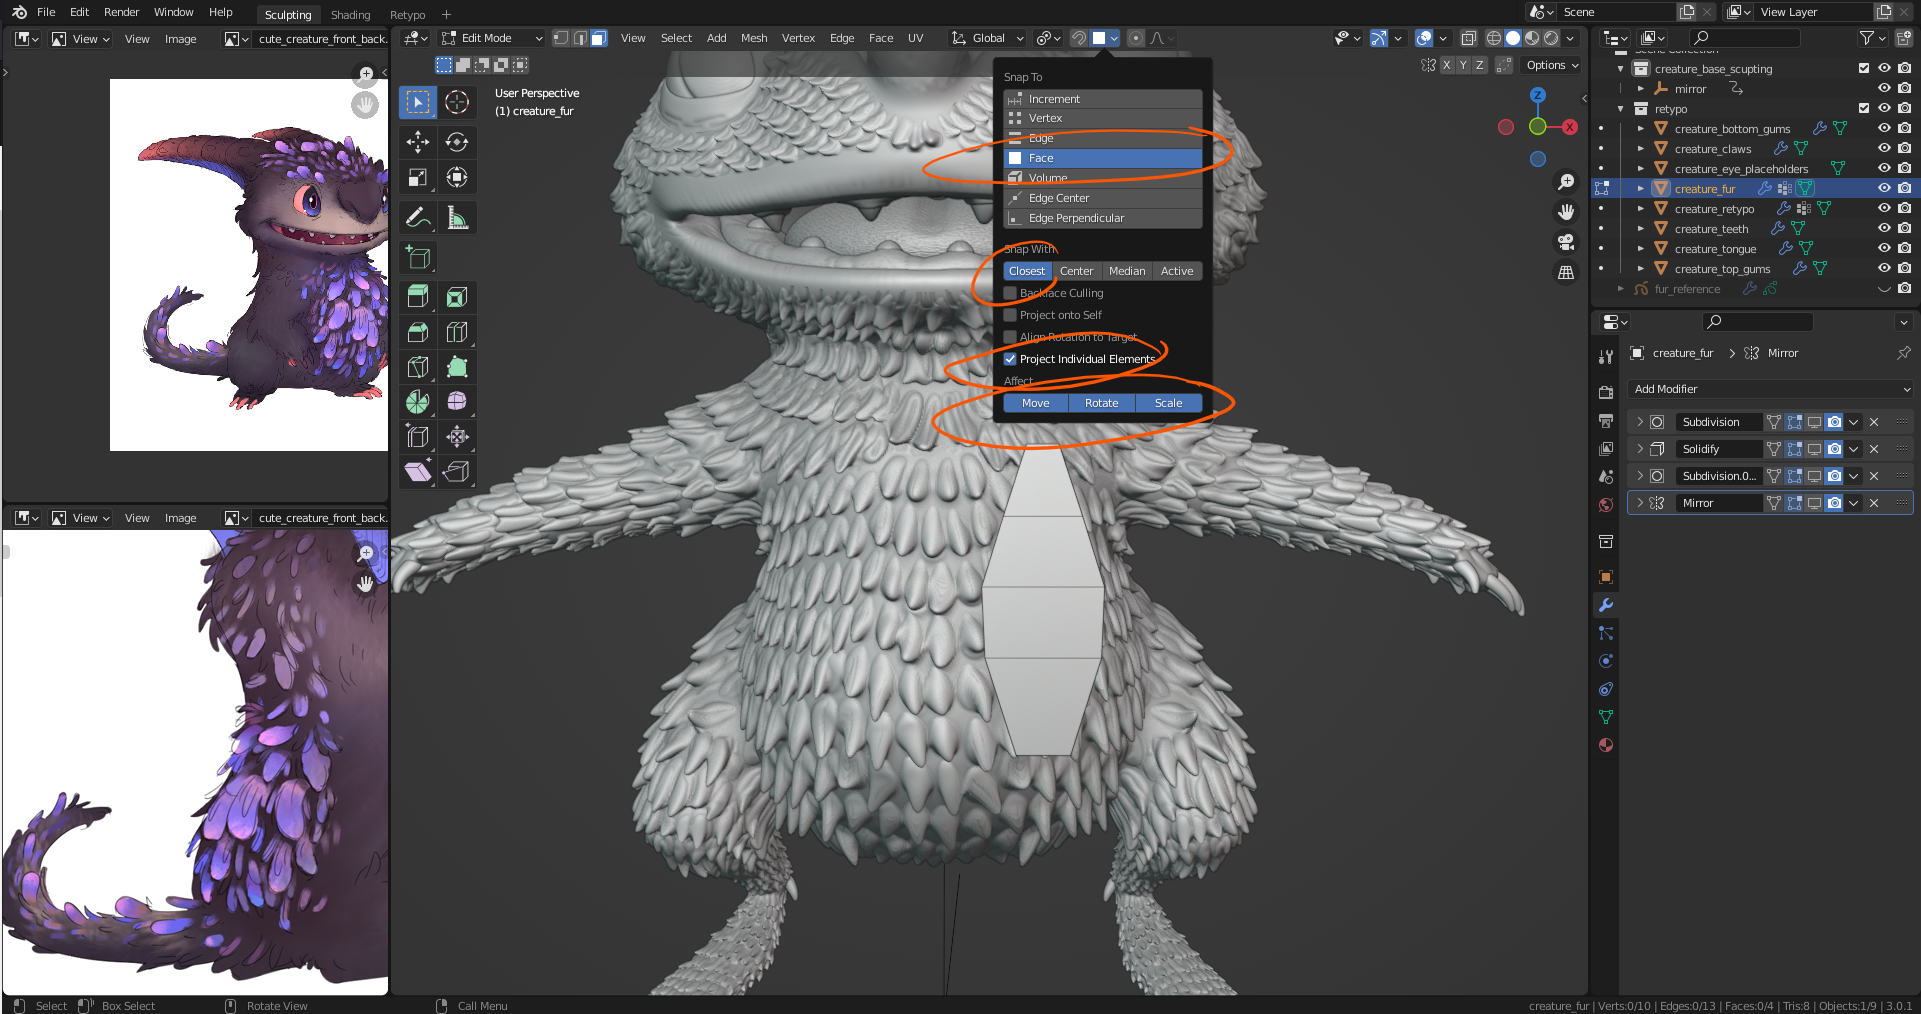 File Edit Render Window Help Sculpting Shading Retypo + Scene View Layer
View View Image cute_creature_front_back.
Edit Mode View Select Add Mesh Vertex Edge Face UV Global
X Y Z Options
User Perspective
(1) creature_fur
Snap To
Increment
Vertex
Edge
Face
Volume
Edge Center
Edge Perpendicular
Snap With
Closest Center Median Active
Backface Culling
Project onto Self
Align Rotation to Target
Project Individual Elements
Affect
Move Rotate Scale
Z
X
Scene Collection
creature_base_scupting
mirror
retypo
creature_bottom_gums
creature_claws
creature_eye_placeholders
creature_fur
creature_retypo
creature_teeth
creature_tongue
creature_top_gums
fur_reference
creature_fur > Mirror
Add Modifier
Subdivision
Solidify
Subdivision.0...
Mirror
View View Image cute_creature_front_back.
Select Box Select Rotate View Call Menu
creature_fur | Verts:0/10 | Edges:0/13 | Faces:0/4 | Tris:8 | Objects:1/9 | 3.0.1